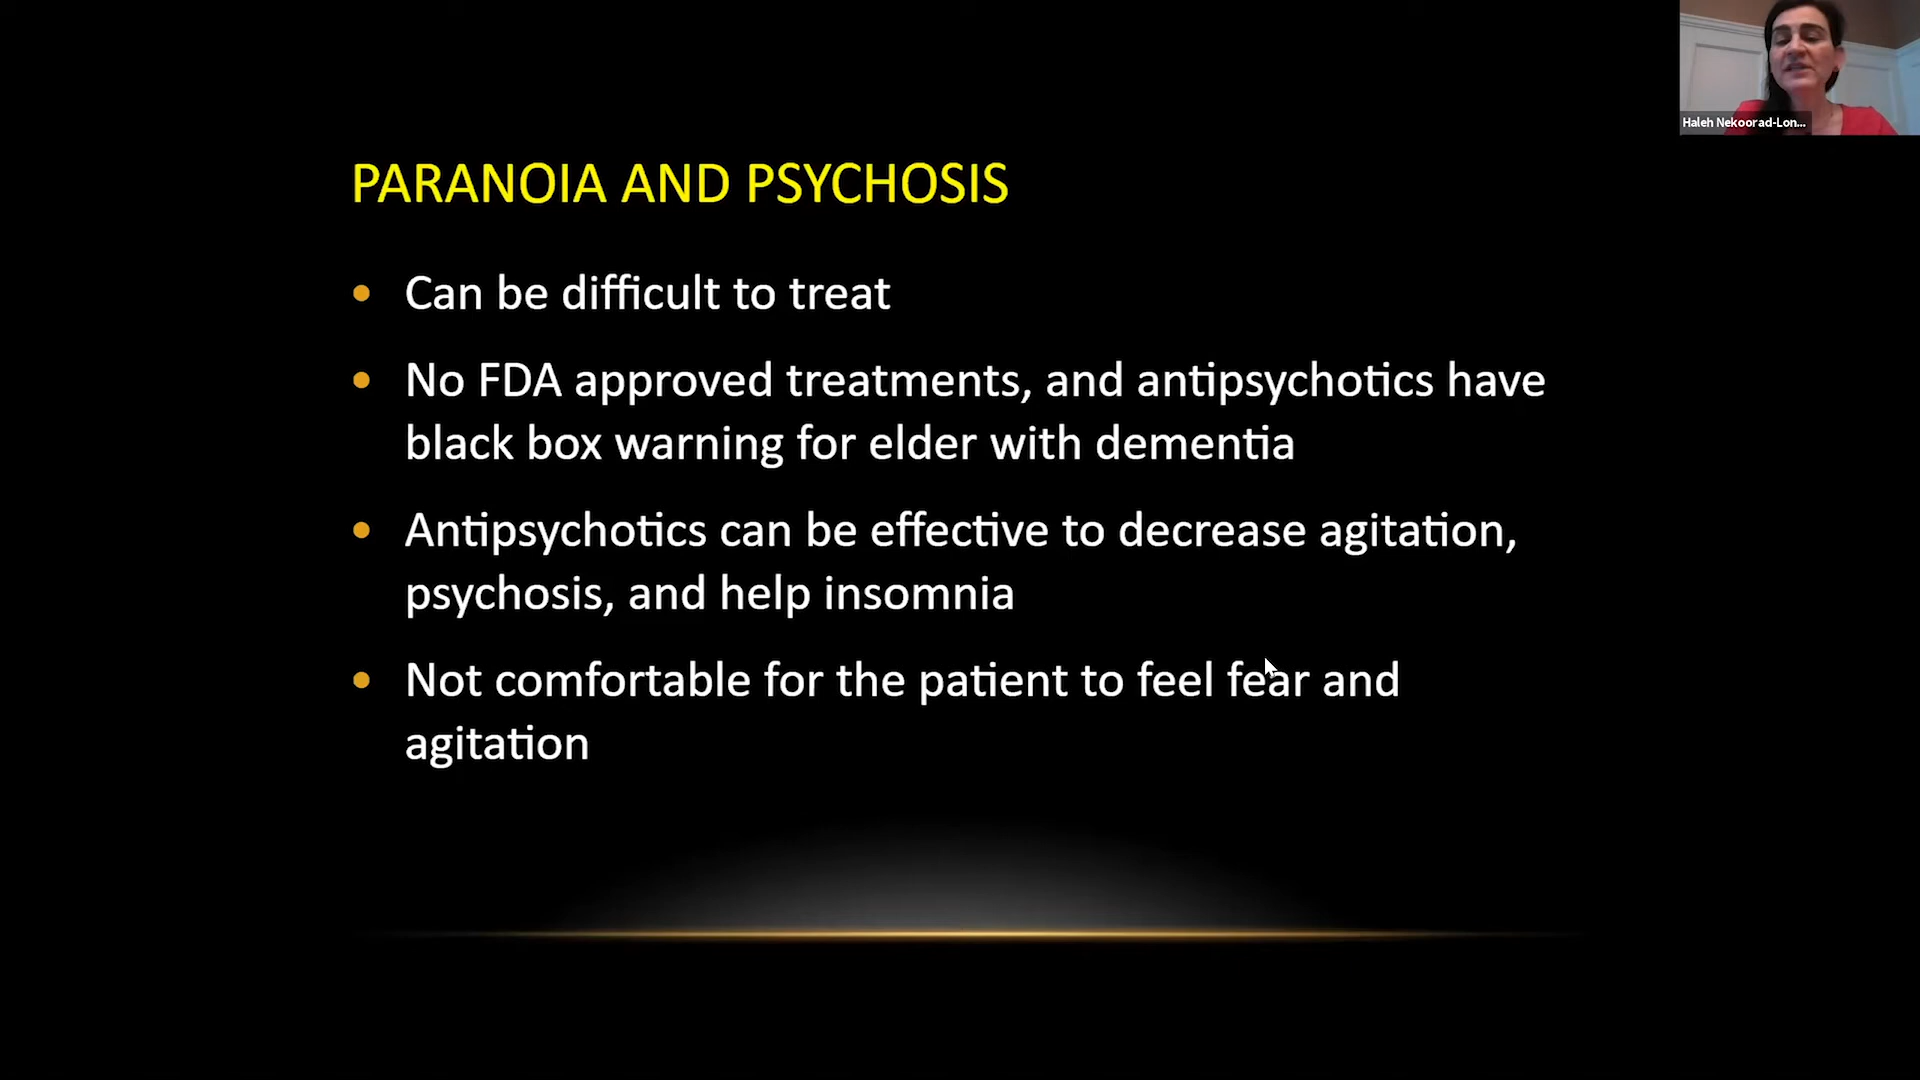 Haleh Nekoorad-Lon...
PARANOIA AND PSYCHOSIS
• Can be difficult to treat
• No FDA approved treatments, and antipsychotics have
black box warning for elder with dementia
• Antipsychotics can be effective to decrease agitation,
psychosis, and help insomnia
• Not comfortable for the patient to feel fear and
agitation